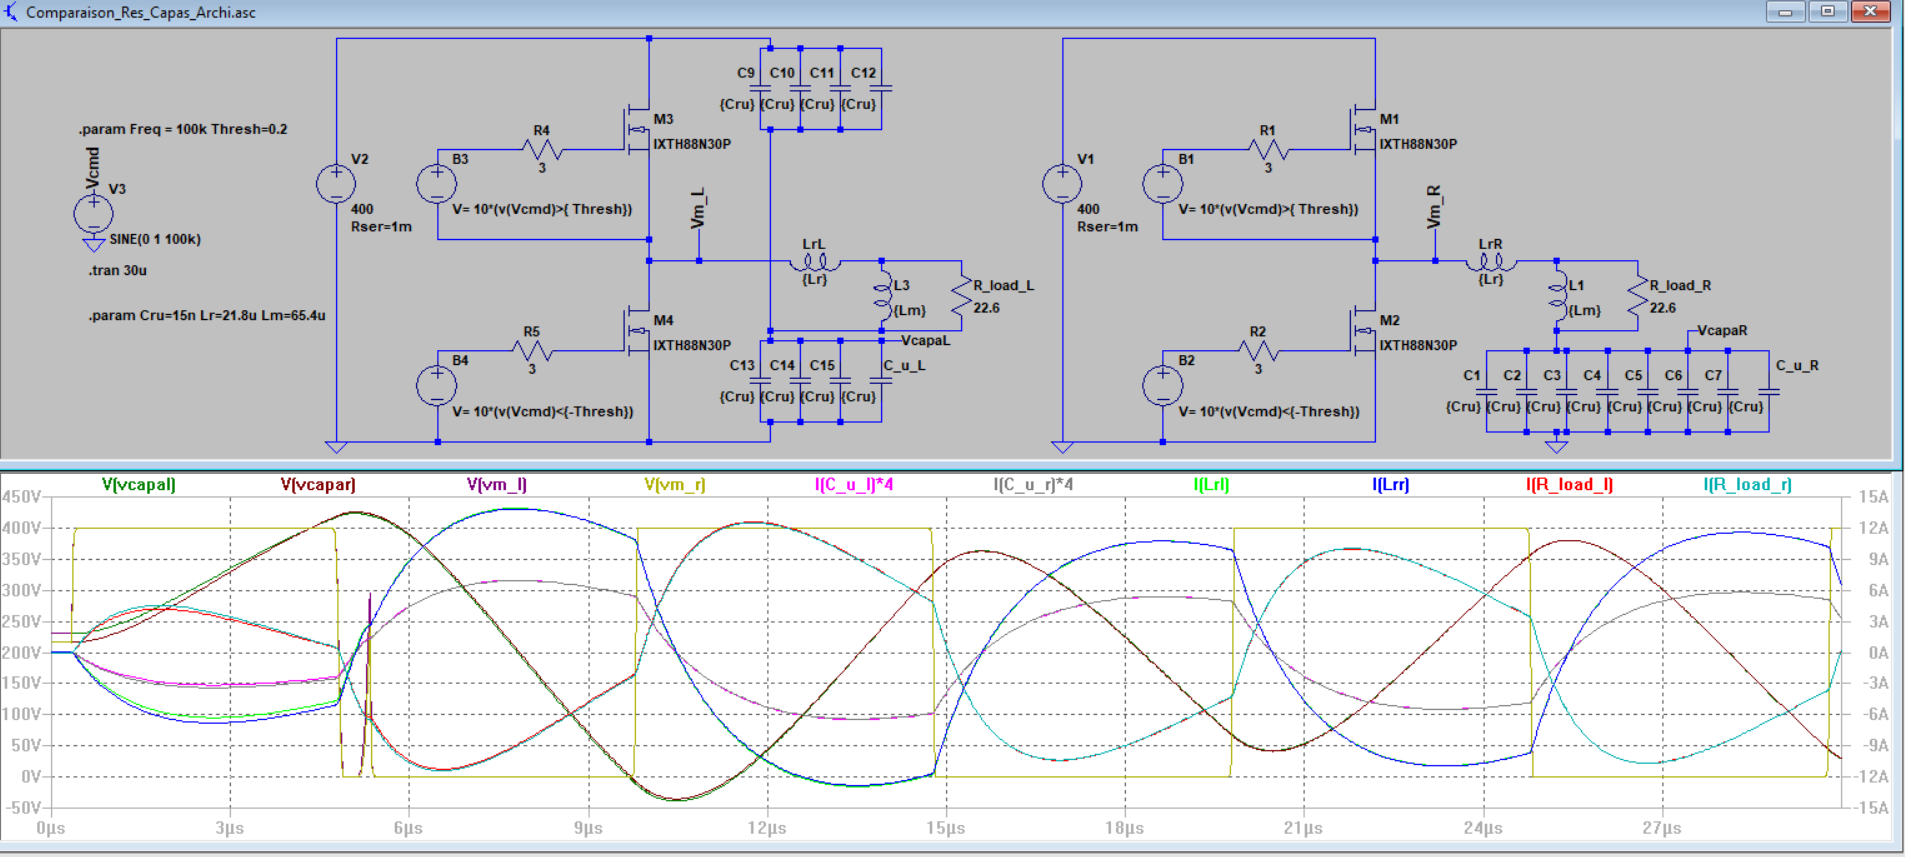 Comparaison_Res_Capas_Archi.asc
.param Freq = 100k Thresh=0.2
Vcmd
V3
SINE(0 1 100k)
.tran 30u
.param Cru=15n Lr=21.8u Lm=65.4u
V2
400
Rser=1m
B3
V= 10*(v(Vcmd)>{ Thresh})
R4
3
M3
IXTH88N30P
C9 C10 C11 C12
{Cru} {Cru} {Cru} {Cru}
Vm_L
LrL
{Lr}
L3
{Lm}
R_load_L
22.6
B4
V= 10*(v(Vcmd)<{-Thresh})
R5
3
M4
IXTH88N30P
VcapaL
C13 C14 C15 C_u_L
{Cru} {Cru} {Cru} {Cru}
V1
400
Rser=1m
B1
V= 10*(v(Vcmd)>{ Thresh})
R1
3
M1
IXTH88N30P
Vm_R
LrR
{Lr}
L1
{Lm}
R_load_R
22.6
B2
V= 10*(v(Vcmd)<{-Thresh})
R2
3
M2
IXTH88N30P
VcapaR
C1 C2 C3 C4 C5 C6 C7 C_u_R
{Cru} {Cru} {Cru} {Cru} {Cru} {Cru} {Cru} {Cru}
V(vcapal) V(vcapar) V(vm_l) V(vm_r) I(C_u_l)*4 I(C_u_r)*4 I(Lrl) I(Lrr) I(R_load_l) I(R_load_r)
450V 15A
400V 12A
350V 9A
300V 6A
250V 3A
200V 0A
150V -3A
100V -6A
50V -9A
0V -12A
-50V -15A
0µs 3µs 6µs 9µs 12µs 15µs 18µs 21µs 24µs 27µs